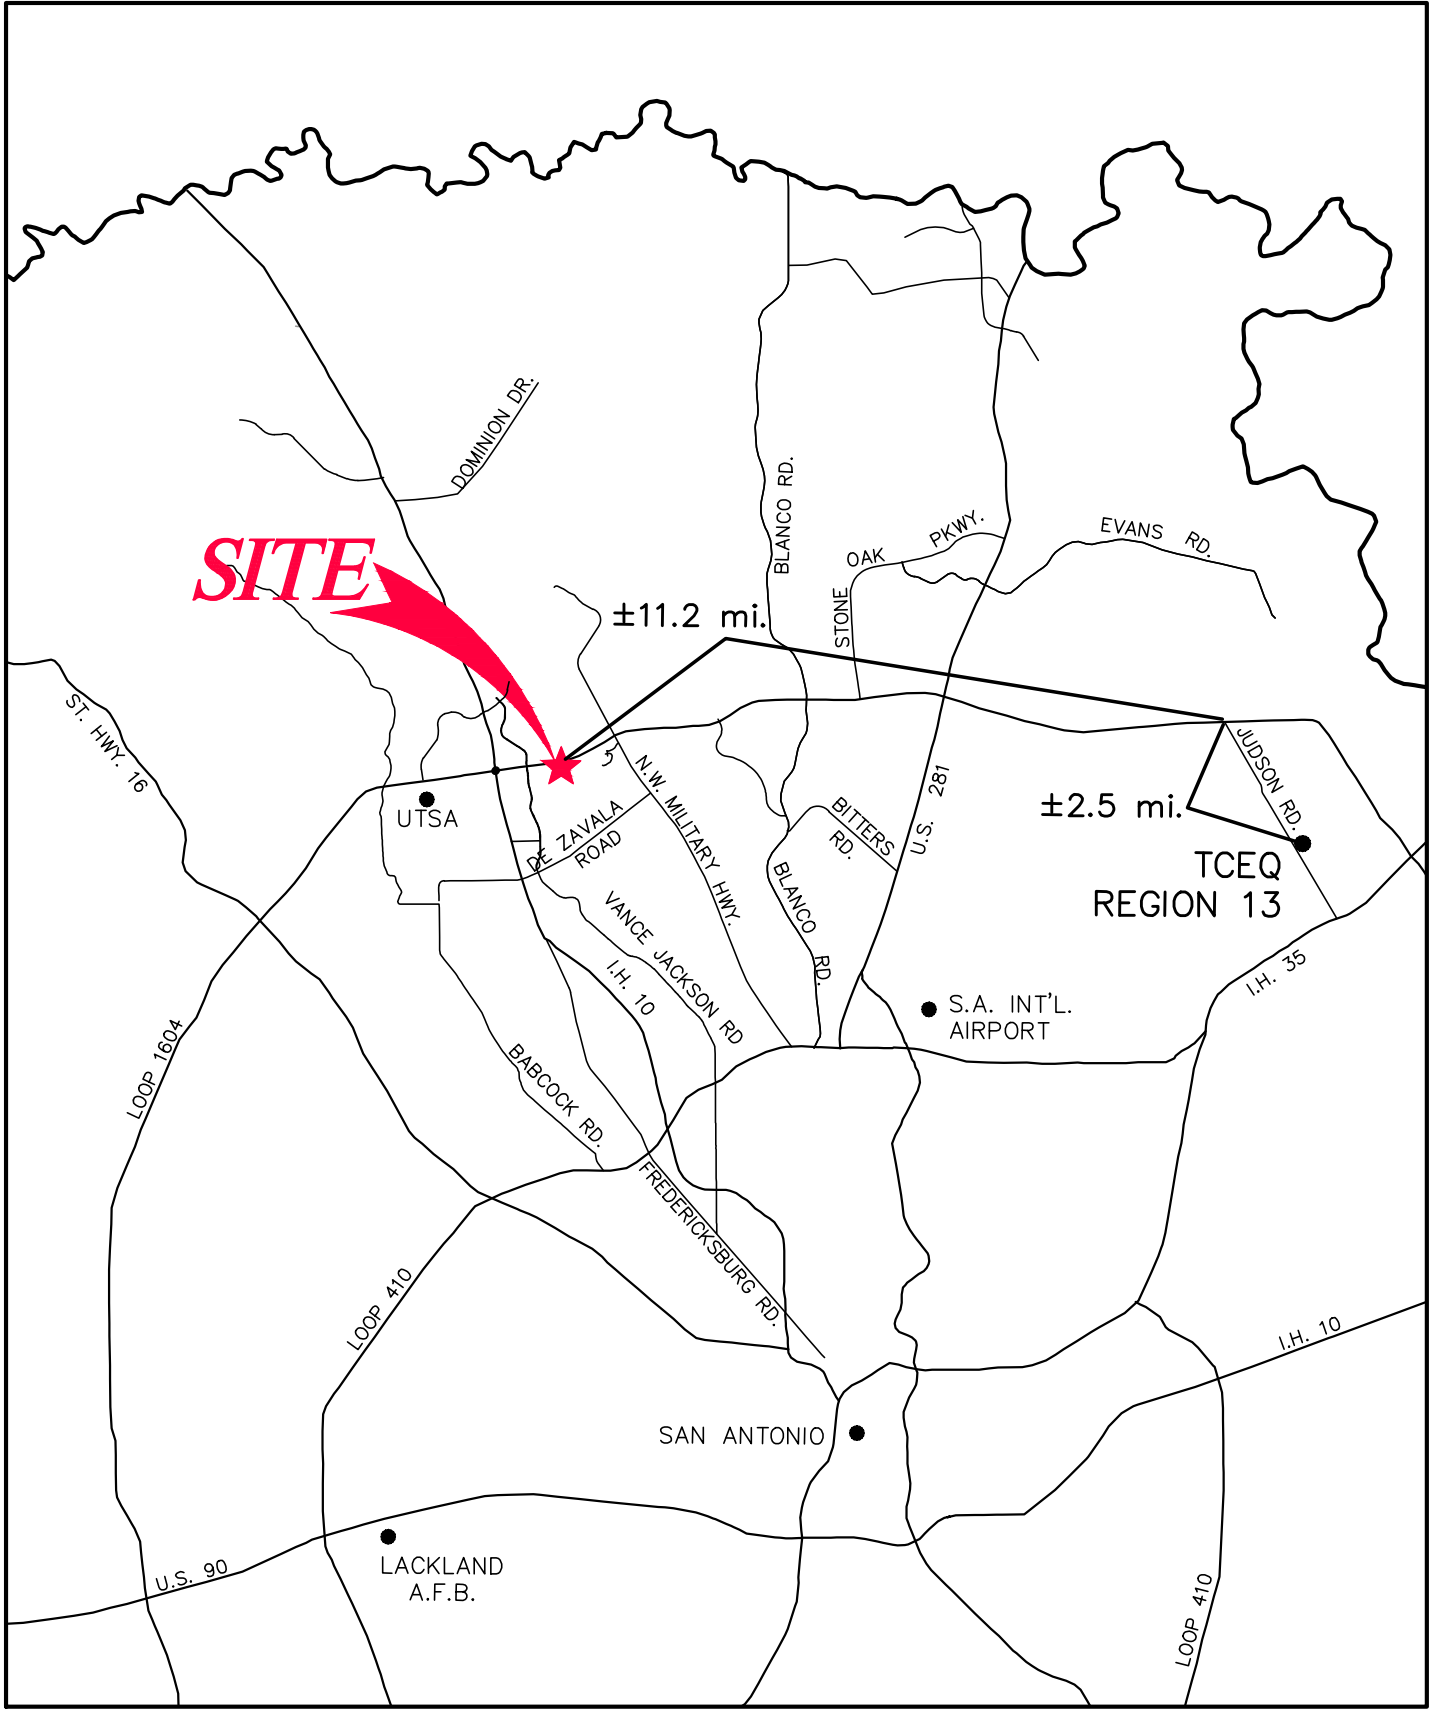 DOMINION DR.
BLANCO RD.
SITE
STONE
OAK
PKWY.
EVANS RD.
±11.2 mi.
ST. HWY. 16
N.W. MILITARY HWY.
JUDSON RD.
UTSA
DE ZAVALA
ROAD
BITTERS
RD.
U.S. 281
±2.5 mi.
TCEQ
REGION 13
VANCE JACKSON RD
BLANCO RD.
I.H. 10
I.H. 35
S.A. INT'L.
AIRPORT
LOOP 1604
BABCOCK RD.
FREDERICKSBURG RD.
LOOP 410
I.H. 10
SAN ANTONIO
LACKLAND
A.F.B.
U.S. 90
LOOP 410